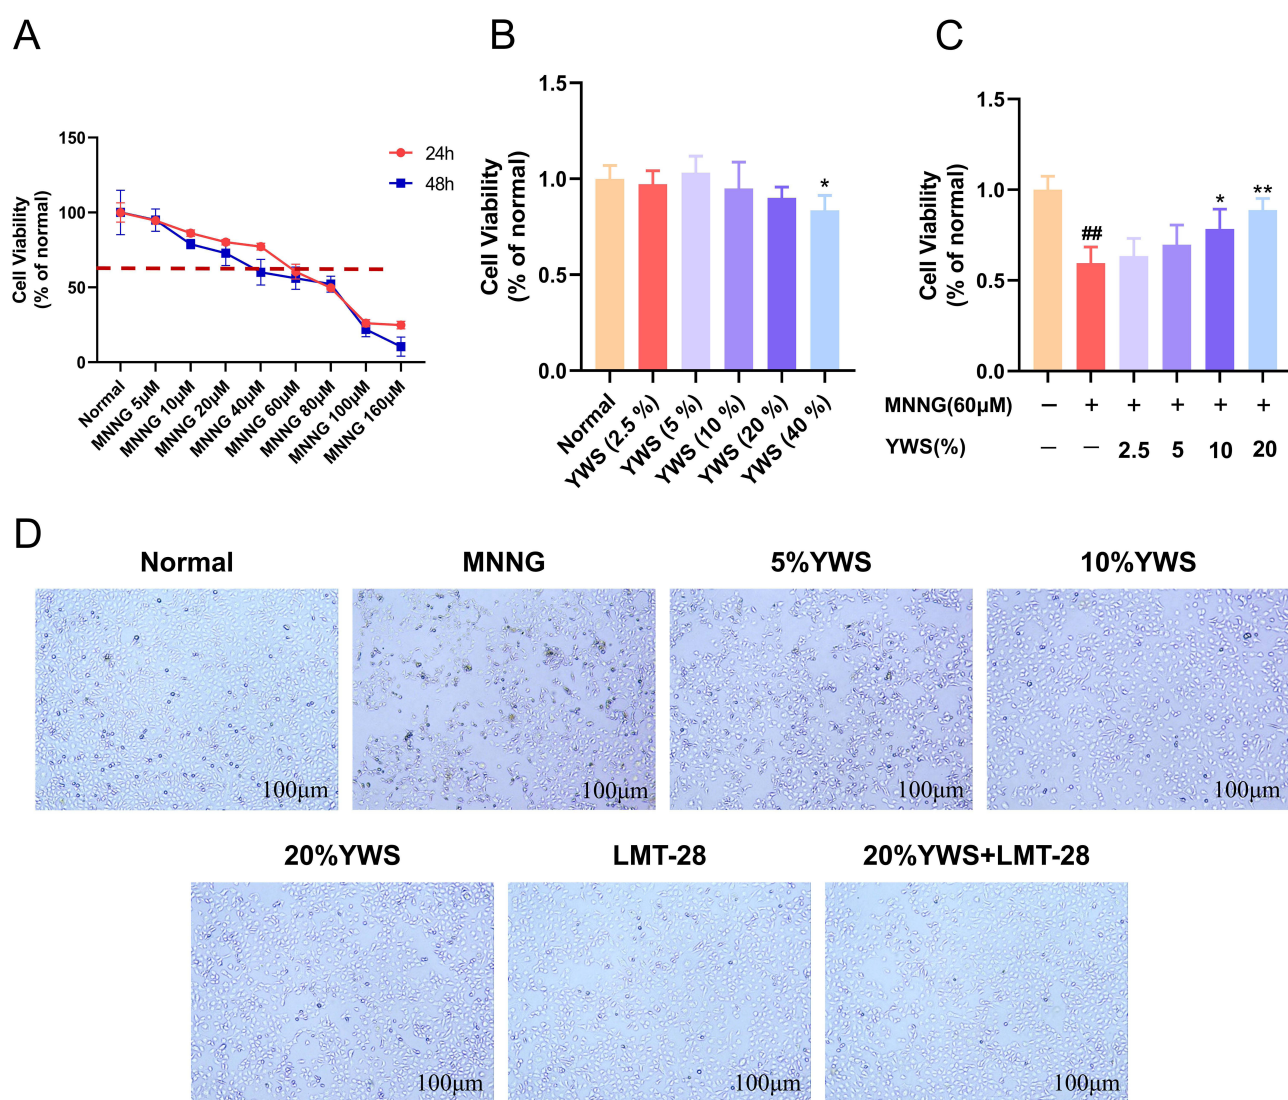 A
150
100
50
0
Cell Viability
(% of normal)
24h
48h
Normal
MNNG 5μM
MNNG 10μM
MNNG 20μM
MNNG 40μM
MNNG 60μM
MNNG 80μM
MNNG 100μM
MNNG 160μM
B
1.5
1.0
0.5
0.0
Cell Viability
(% of normal)
*
Normal
YWS (2.5 %)
YWS (5 %)
YWS (10 %)
YWS (20 %)
YWS (40 %)
C
1.5
1.0
0.5
0.0
Cell Viability
(% of normal)
##
*
**
MNNG(60μM) − + + + + +
YWS(%) − − 2.5 5 10 20
D
Normal MNNG 5%YWS 10%YWS
100μm 100μm 100μm 100μm
20%YWS LMT-28 20%YWS+LMT-28
100μm 100μm 100μm